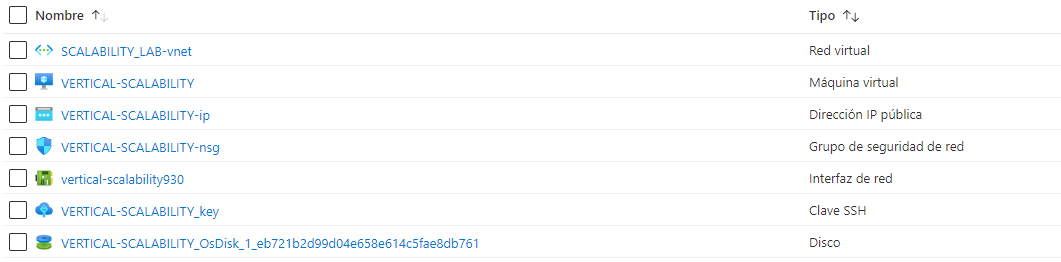 Nombre ↑↓ Tipo ↑↓
SCALABILITY_LAB-vnet Red virtual
VERTICAL-SCALABILITY Máquina virtual
VERTICAL-SCALABILITY-ip Dirección IP pública
VERTICAL-SCALABILITY-nsg Grupo de seguridad de red
vertical-scalability930 Interfaz de red
VERTICAL-SCALABILITY_key Clave SSH
VERTICAL-SCALABILITY_OsDisk_1_eb721b2d99d04e658e614c5fae8db761 Disco